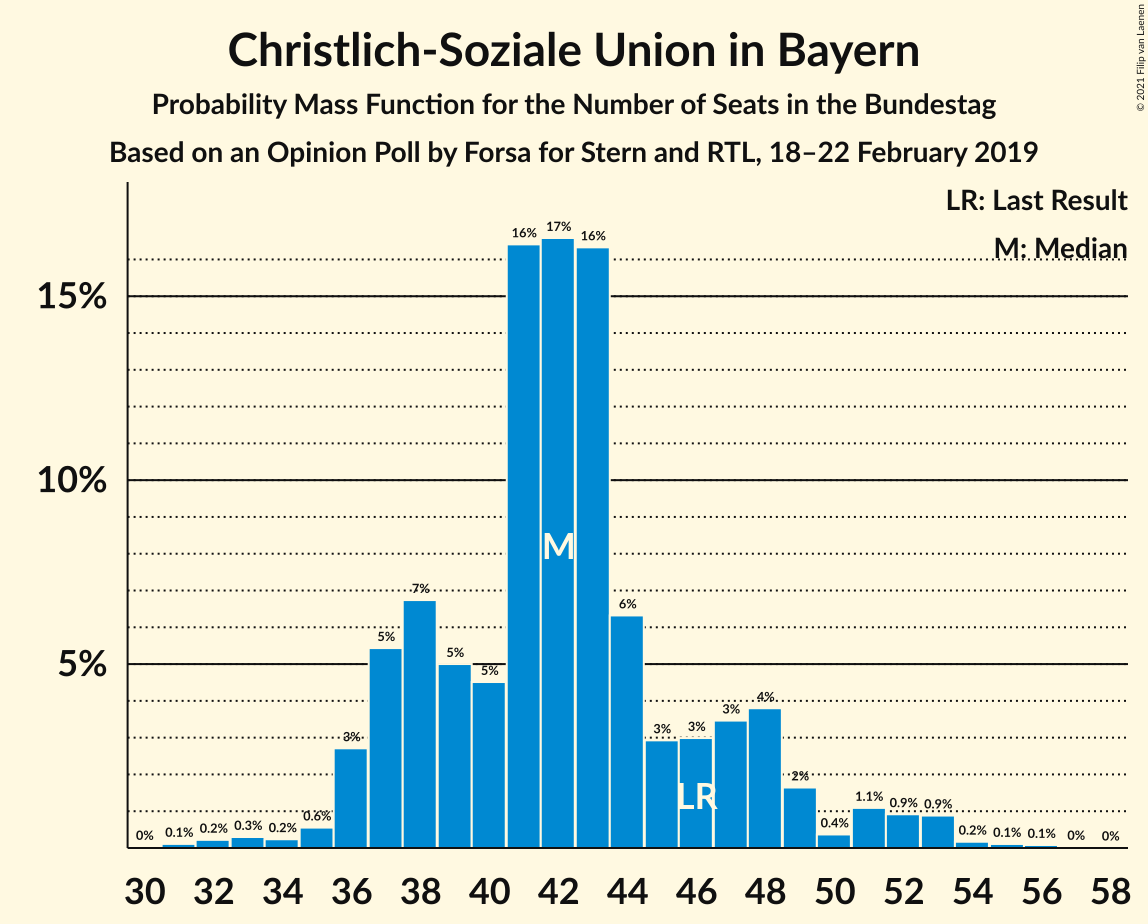 Christlich-Soziale Union in Bayern
Probability Mass Function for the Number of Seats in the Bundestag
Based on an Opinion Poll by Forsa for Stern and RTL, 18–22 February 2019
© 2021 Filip van Laenen
LR: Last Result
M: Median
15%
10%
5%
0% 0.1% 0.2% 0.3% 0.2% 0.6% 3% 5% 7% 5% 5% 16% 17% 16% 6% 3% 3% 3% 4% 2% 0.4% 1.1% 0.9% 0.9% 0.2% 0.1% 0.1% 0% 0%
M
LR
30 32 34 36 38 40 42 44 46 48 50 52 54 56 58